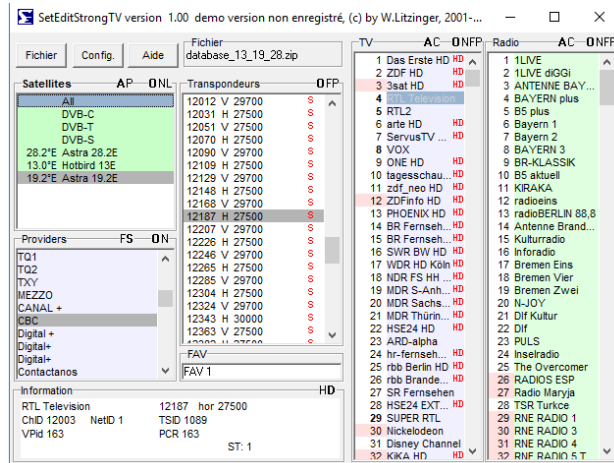 SetEditStrongTV version 1.00 demo version non enregistré, (c) by W.Litzinger, 2001-...
Fichier
Config.
Aide
Fichier
database_13_19_28.zip
Satellites AP ONL
All
DVB-C
DVB-T
DVB-S
28.2°E Astra 28.2E
13.0°E Hotbird 13E
19.2°E Astra 19.2E
Providers FS ON
TQ1
TQ2
TXY
MEZZO
CANAL +
CBC
Digital +
Digital+
Digital+
Contactanos
Transpondeurs OFP
12012 V 29700 S
12031 H 27500 S
12051 V 27500 S
12070 H 27500 S
12090 V 29700 S
12109 H 27500 S
12129 V 29700 S
12148 H 27500 S
12168 V 29700 S
12187 H 27500 S
12207 V 29700 S
12226 H 27500 S
12246 V 29700 S
12265 H 27500 S
12285 V 29700 S
12304 H 27500 S
12324 V 29700 S
12343 H 30000 S
12363 V 27500 S
FAV
FAV 1
Information HD
RTL Television 12187 hor 27500
ChID 12003 NetID 1 TSID 1089
VPid 163 PCR 163
ST: 1
TV AC ONFP
1 Das Erste HD HD
2 ZDF HD HD
3 3sat HD HD
4 RTL Television
5 RTL2
6 arte HD HD
7 ServusTV ... HD
8 VOX
9 ONE HD HD
10 tagesschau... HD
11 zdf_neo HD HD
12 ZDFinfo HD HD
13 PHOENIX HD HD
14 BR Fernseh... HD
15 BR Fernseh... HD
16 SWR BW HD HD
17 WDR HD Köln HD
18 NDR FS HH ... HD
19 MDR S-Anh... HD
20 MDR Sachs... HD
21 MDR Thürin... HD
22 HSE24 HD HD
23 ARD-alpha
24 hr-fernseh... HD
25 rbb Berlin HD HD
26 rbb Brande... HD
27 SR Fernsehen
28 HSE24 EXT... HD
29 SUPER RTL
30 Nickelodeon
31 Disney Channel
32 KiKA HD HD
Radio AC ONFP
1 1LIVE
2 1LIVE diGGi
3 ANTENNE BAY...
4 BAYERN plus
5 B5 plus
6 Bayern 1
7 Bayern 2
8 BAYERN 3
9 BR-KLASSIK
10 B5 aktuell
11 KIRAKA
12 radioeins
13 radioBERLIN 88,8
14 Antenne Brand...
15 Kulturradio
16 Inforadio
17 Bremen Eins
18 Bremen Vier
19 Bremen Zwei
20 N-JOY
21 Dlf Kultur
22 Dlf
23 PULS
24 Inselradio
25 The Overcomer
26 RADIOS ESP
27 Radio Maryja
28 TSR Turkce
29 RNE RADIO 1
30 RNE RADIO 3
31 RNE RADIO 4
32 RNE RADIO 5 T